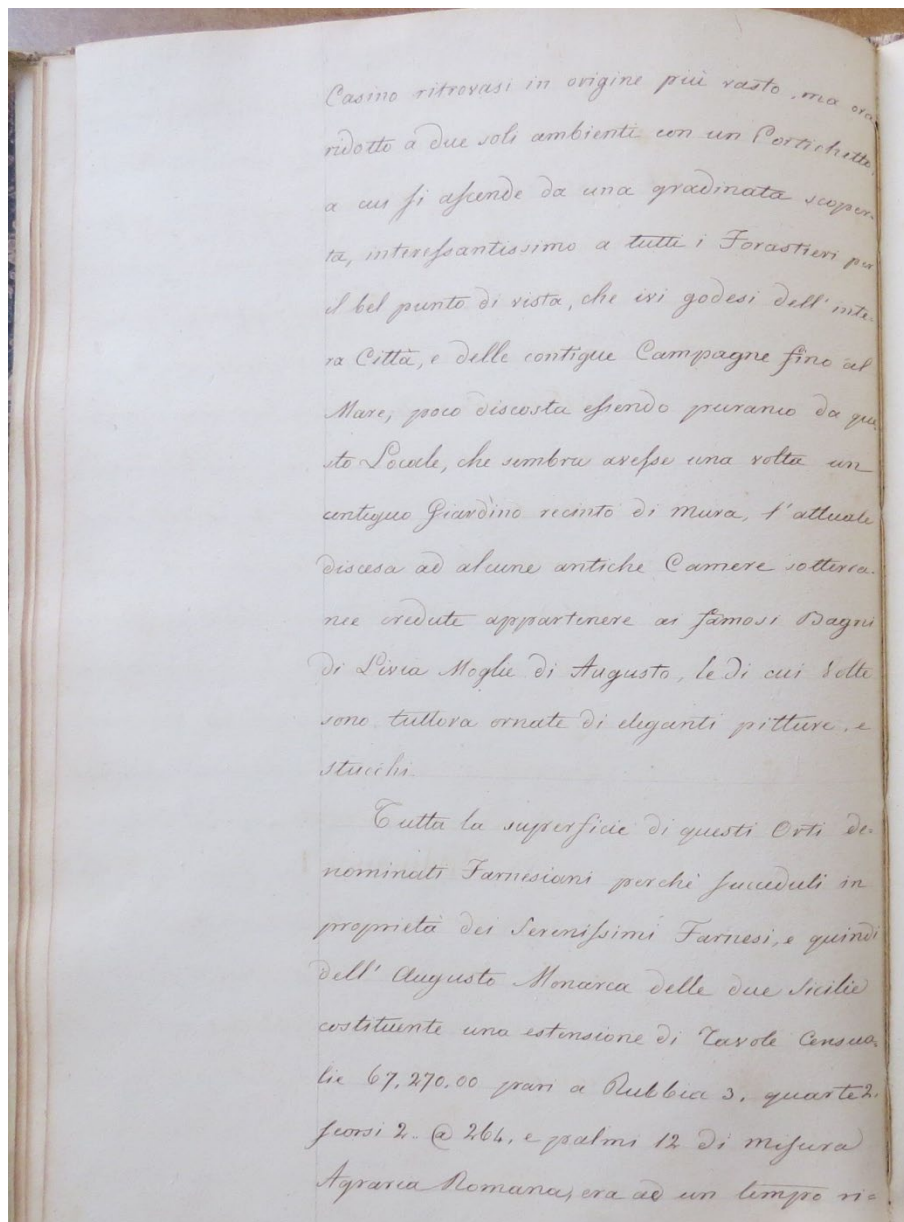 Casino ritrovasi in origine più vasto, ma ora
ridotto a due soli ambienti con un Portichetto,
a cui si ascende da una gradinata scoper-
ta, interessantissimo a tutti i Forastieri per
il bel punto di vista, che ivi godesi dell' inte-
ra Città, e delle contigue Campagne fino al
Mare, poco discosta essendo puranco da que-
sto Locale, che sembra avesse una volta un
contiguo Giardino recinto di mura, l' attuale
discesa ad alcune antiche Camere sotterra-
nee credute appartenere ai famosi Bagni
di Livia Moglie di Augusto, le di cui Volte
sono tuttora ornate di eleganti pitture, e
stucchi.
Tutta la superficie di questi Orti de=
nominati Farnesiani perché succeduti in
proprietà dei Serenissimi Farnesi, e quindi
dell' Augusto Monarca delle due Sicilie
costituente una estensione di Tavole Censua=
lie 67,270.00 pari a Rubbia 3. quarte 2.
scorsi 2. @ 264, e palmi 12 di misura
Agraria Romana, era ad un tempo ri=